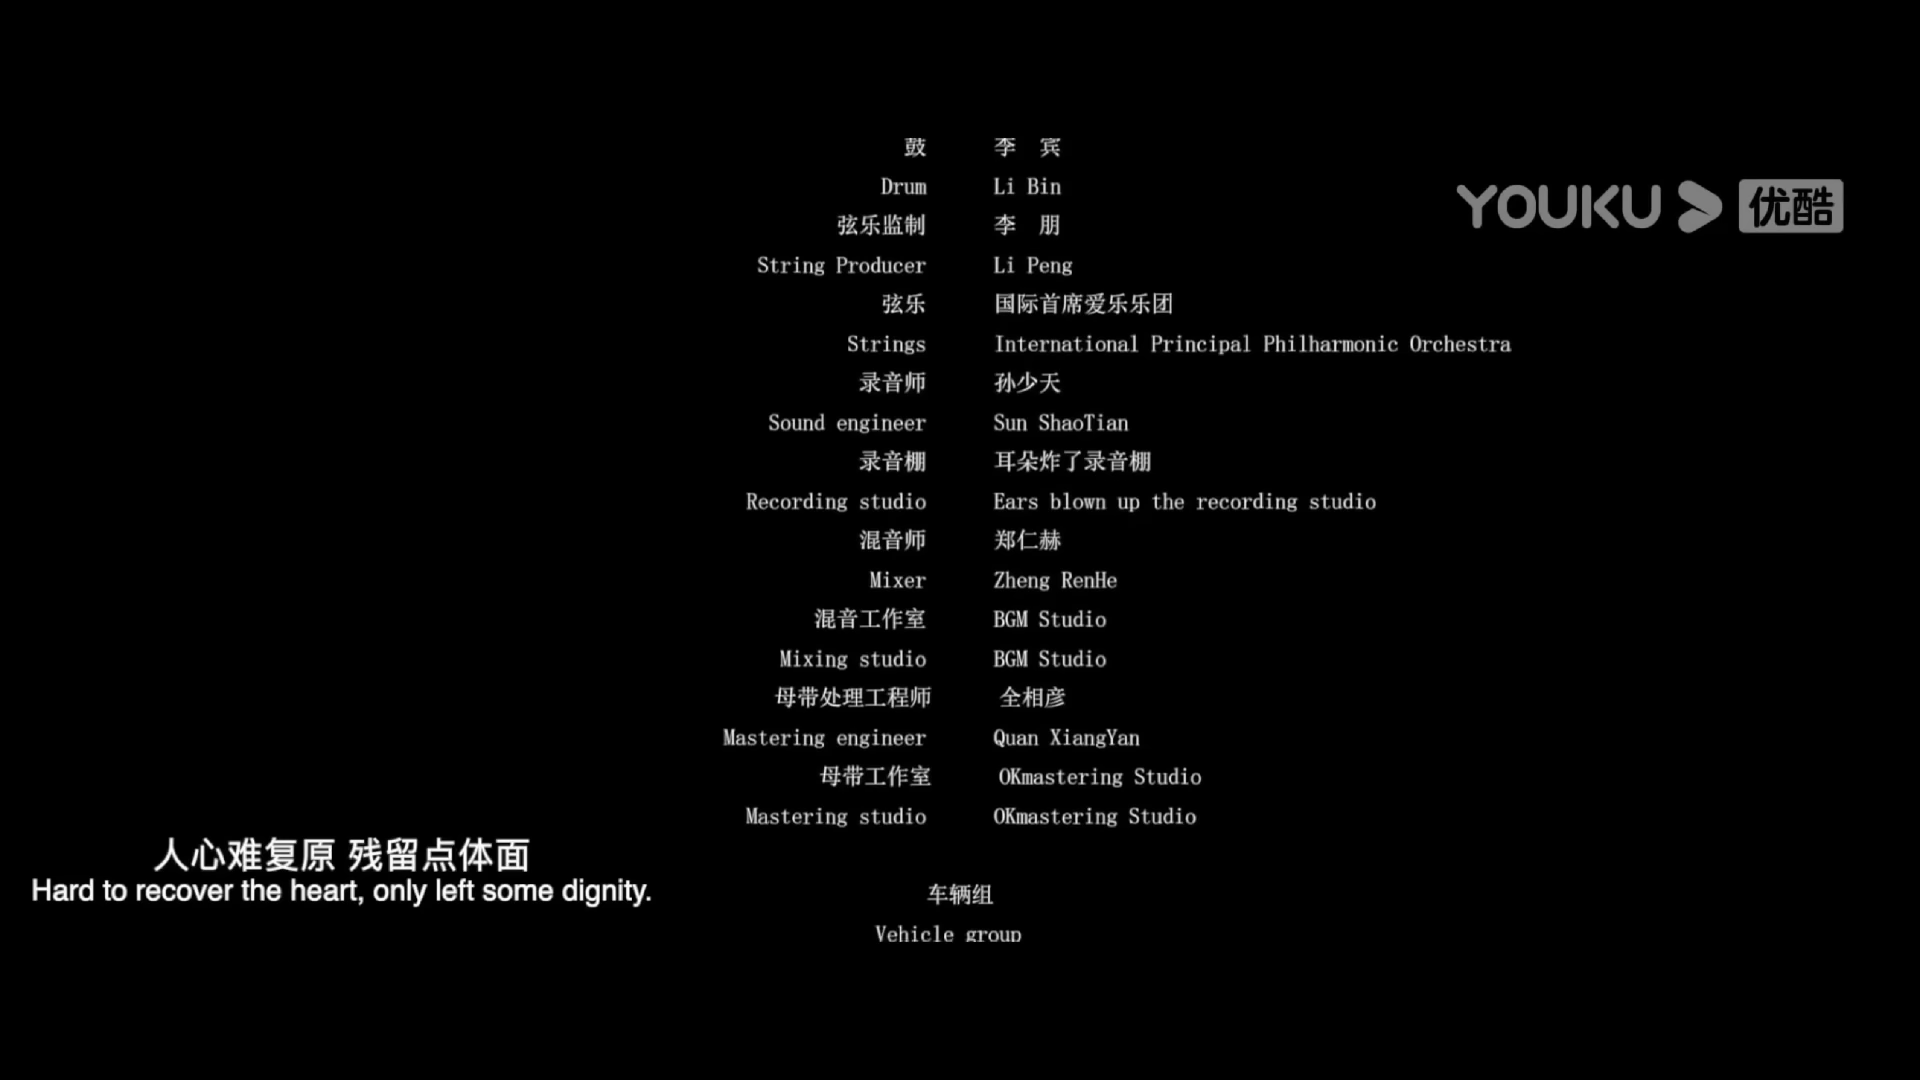 鼓 李 宾
Drum Li Bin
YOUKU 优酷
弦乐监制 李 朋
String Producer Li Peng
弦乐 国际首席爱乐乐团
Strings International Principal Philharmonic Orchestra
录音师 孙少天
Sound engineer Sun ShaoTian
录音棚 耳朵炸了录音棚
Recording studio Ears blown up the recording studio
混音师 郑仁赫
Mixer Zheng RenHe
混音工作室 BGM Studio
Mixing studio BGM Studio
母带处理工程师 全相彦
Mastering engineer Quan XiangYan
母带工作室 OKmastering Studio
Mastering studio OKmastering Studio
人心难复原 残留点体面
Hard to recover the heart, only left some dignity.
车辆组
Vehicle group